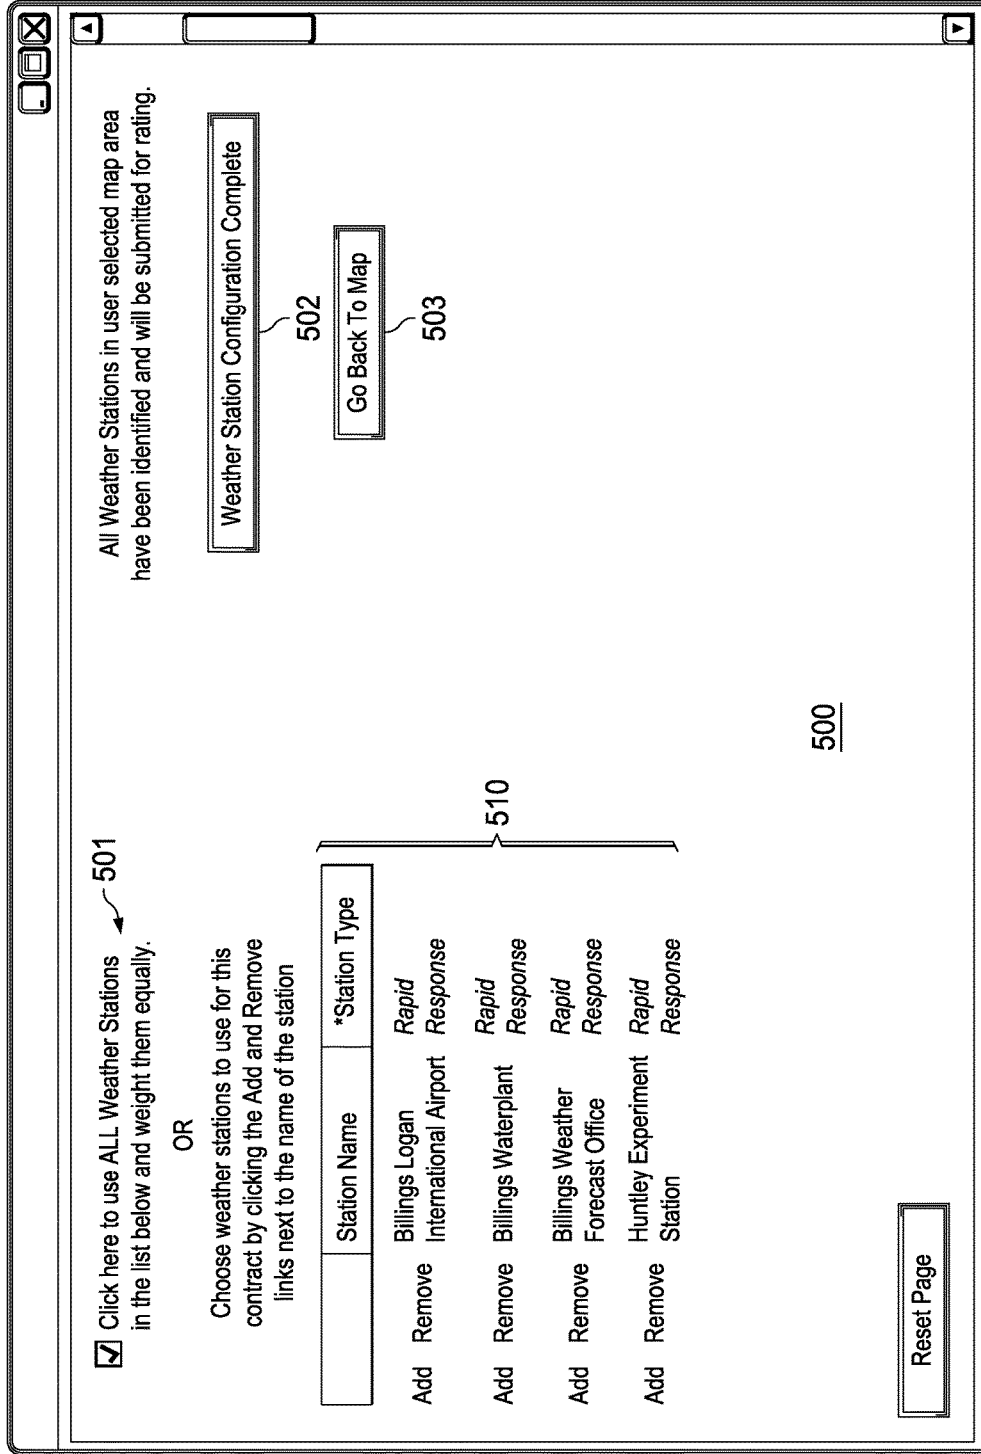 Click here to use ALL Weather Stations
in the list below and weight them equally.
501
OR
Choose weather stations to use for this
contract by clicking the Add and Remove
links next to the name of the station
Station Name *Station Type
Add Remove Billings Logan Rapid
International Airport Response
Add Remove Billings Waterplant Rapid
Response
Add Remove Billings Weather Rapid
Forecast Office Response
Add Remove Huntley Experiment Rapid
Station Response
510
All Weather Stations in user selected map area
have been identified and will be submitted for rating.
Weather Station Configuration Complete
502
Go Back To Map
503
500
Reset Page